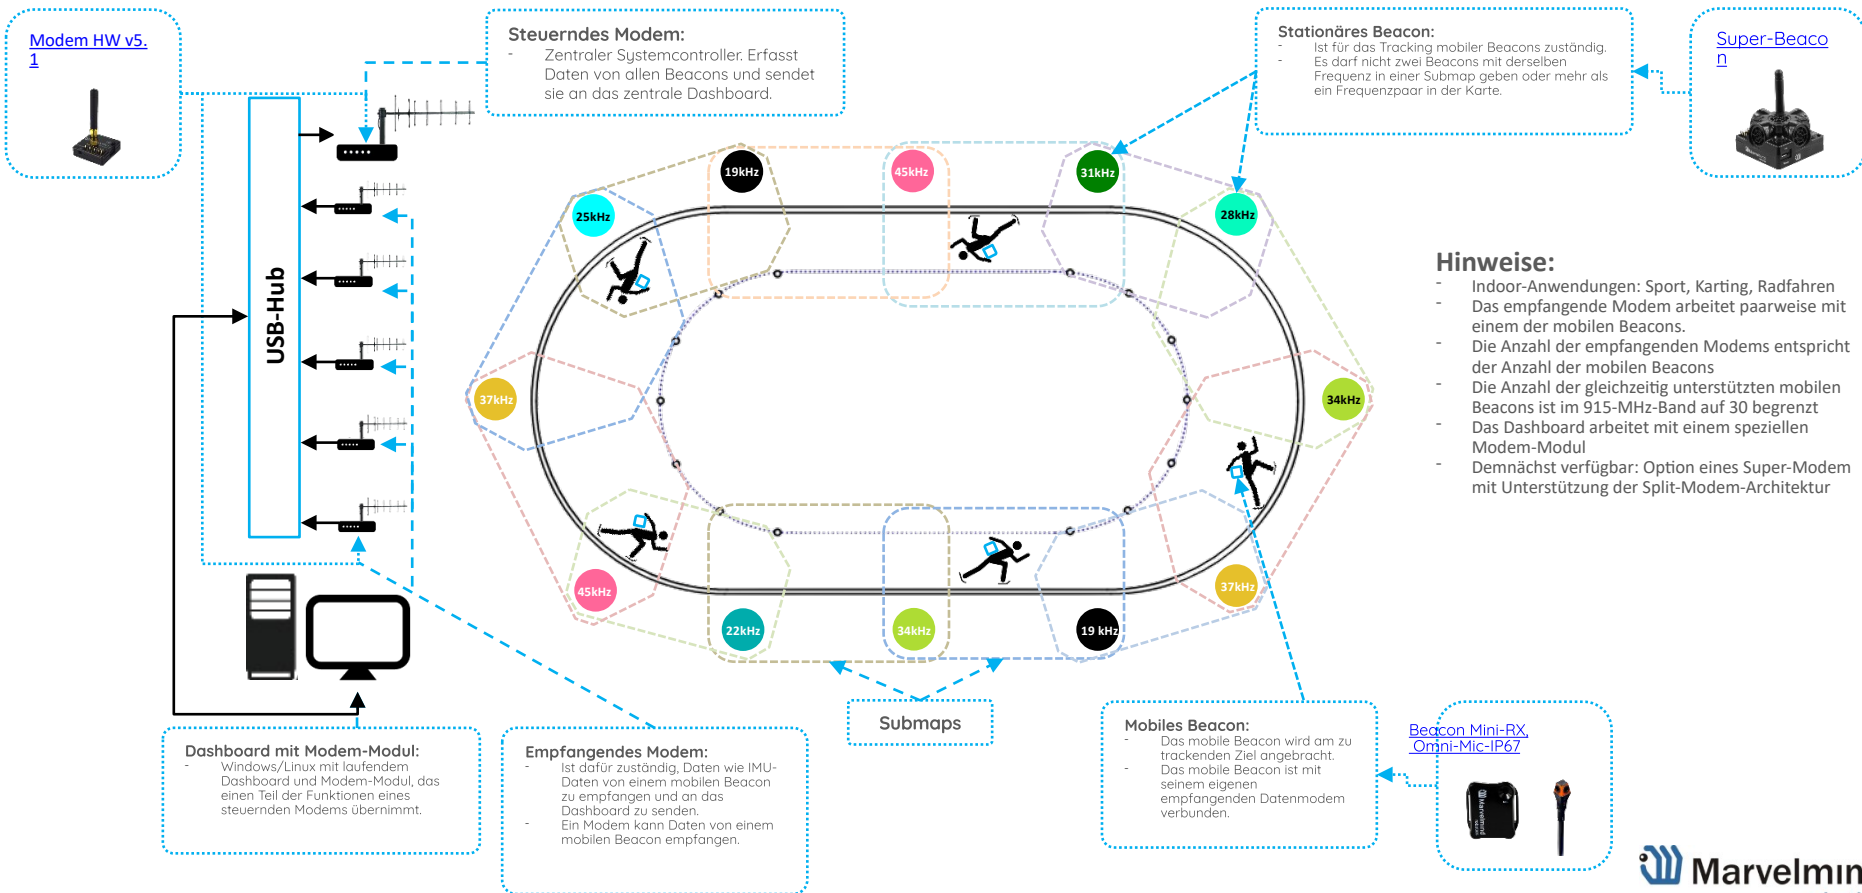 Modem HW v5.
1
Steuerndes Modem:
- Zentraler Systemcontroller. Erfasst
Daten von allen Beacons und sendet
sie an das zentrale Dashboard.
Stationäres Beacon:
- Ist für das Tracking mobiler Beacons zuständig.
- Es darf nicht zwei Beacons mit derselben
Frequenz in einer Submap geben oder mehr als
ein Frequenzpaar in der Karte.
Super-Beaco
n
USB-Hub
19kHz
45kHz
31kHz
25kHz
28kHz
37kHz
34kHz
45kHz
37kHz
22kHz
34kHz
19 kHz
Hinweise:
- Indoor-Anwendungen: Sport, Karting, Radfahren
- Das empfangende Modem arbeitet paarweise mit
einem der mobilen Beacons.
- Die Anzahl der empfangenden Modems entspricht
der Anzahl der mobilen Beacons
- Die Anzahl der gleichzeitig unterstützten mobilen
Beacons ist im 915-MHz-Band auf 30 begrenzt
- Das Dashboard arbeitet mit einem speziellen
Modem-Modul
- Demnächst verfügbar: Option eines Super-Modem
mit Unterstützung der Split-Modem-Architektur
Submaps
Dashboard mit Modem-Modul:
- Windows/Linux mit laufendem
Dashboard und Modem-Modul, das
einen Teil der Funktionen eines
steuernden Modems übernimmt.
Empfangendes Modem:
- Ist dafür zuständig, Daten wie IMU-
Daten von einem mobilen Beacon
zu empfangen und an das
Dashboard zu senden.
- Ein Modem kann Daten von einem
mobilen Beacon empfangen.
Mobiles Beacon:
- Das mobile Beacon wird am zu
trackenden Ziel angebracht.
- Das mobile Beacon ist mit
seinem eigenen
empfangenden Datenmodem
verbunden.
Beacon Mini-RX,
Omni-Mic-IP67
Marvelmind
Marvelmin